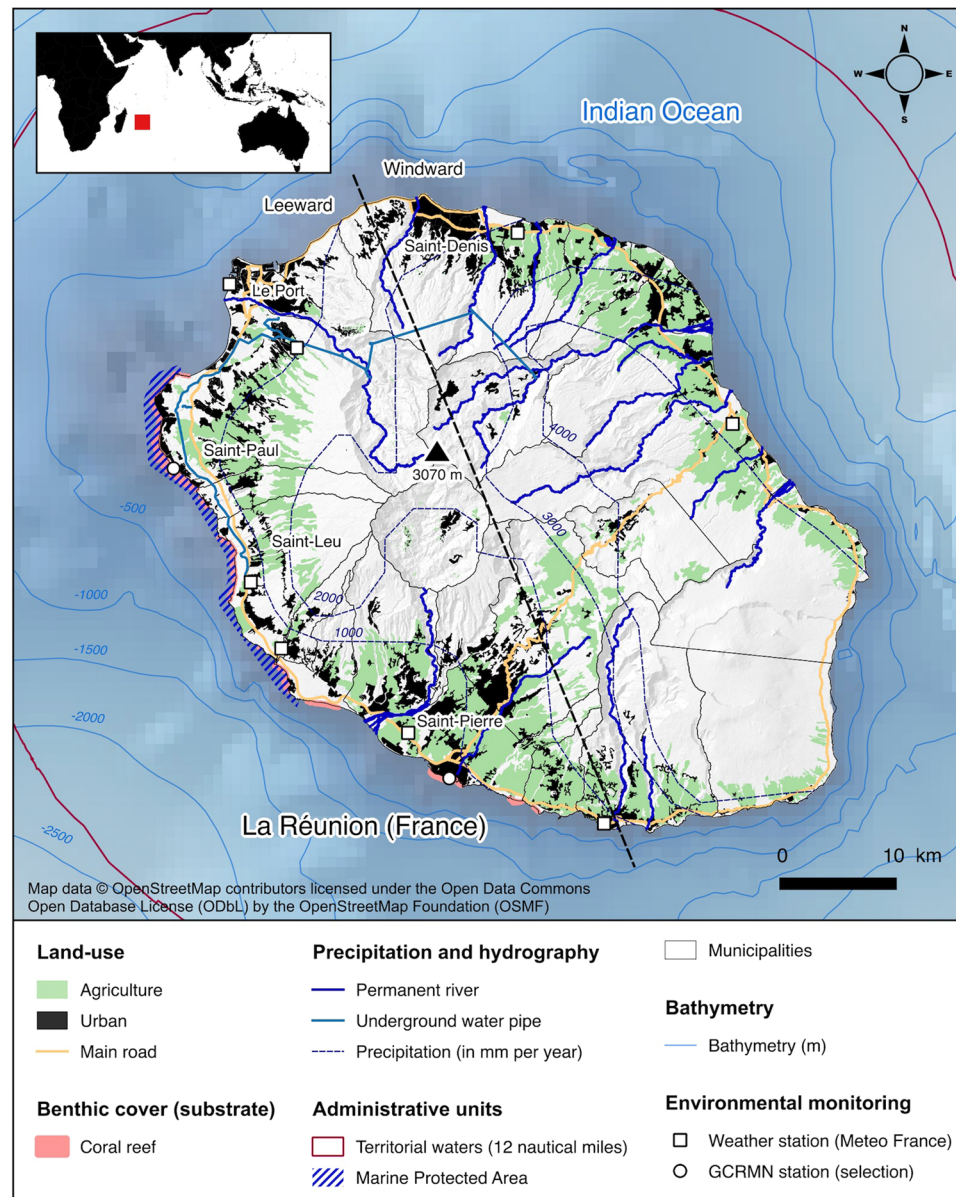 N
W
E
S
Indian Ocean
Windward
Leeward
Saint-Denis
Le Port
4000
Saint-Paul
3070 m
-500
3000
Saint-Leu
-1000
2000
1000
-1500
-2000
Saint-Pierre
-2500
La Réunion (France)
0 10 km
Map data © OpenStreetMap contributors licensed under the Open Data Commons
Open Database License (ODbL) by the OpenStreetMap Foundation (OSMF)
Land-use
Agriculture
Urban
Main road
Benthic cover (substrate)
Coral reef
Precipitation and hydrography
Permanent river
Underground water pipe
Precipitation (in mm per year)
Administrative units
Territorial waters (12 nautical miles)
Marine Protected Area
Municipalities
Bathymetry
Bathymetry (m)
Environmental monitoring
Weather station (Meteo France)
GCRMN station (selection)